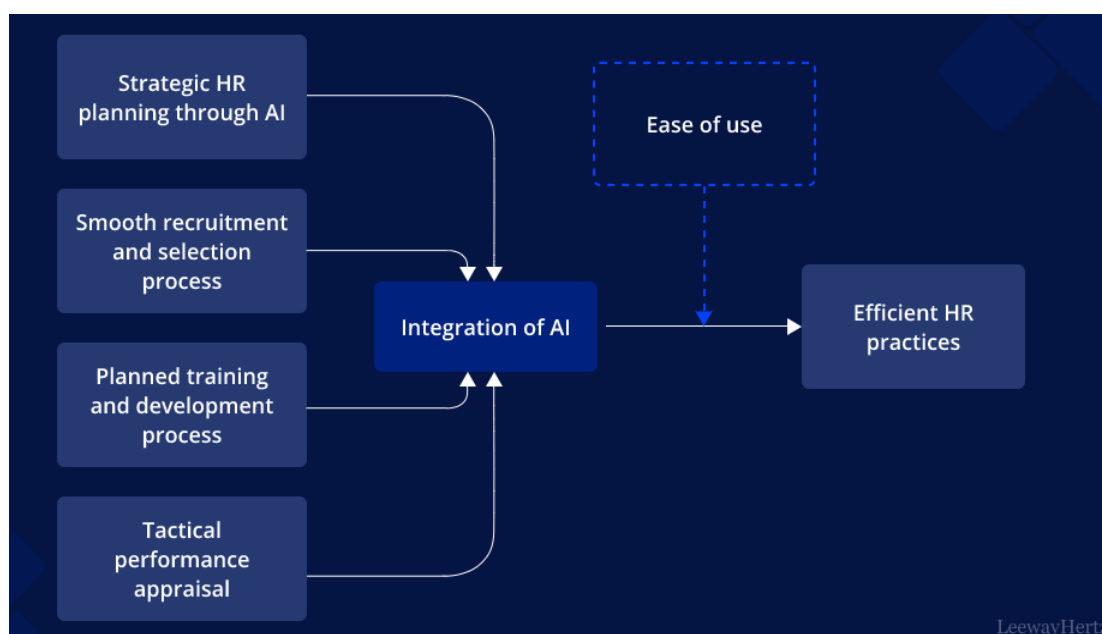 Strategic HR
planning through AI
Smooth recruitment
and selection
process
Planned training
and development
process
Tactical
performance
appraisal
Integration of AI
Ease of use
Efficient HR
practices
LeewayHertz